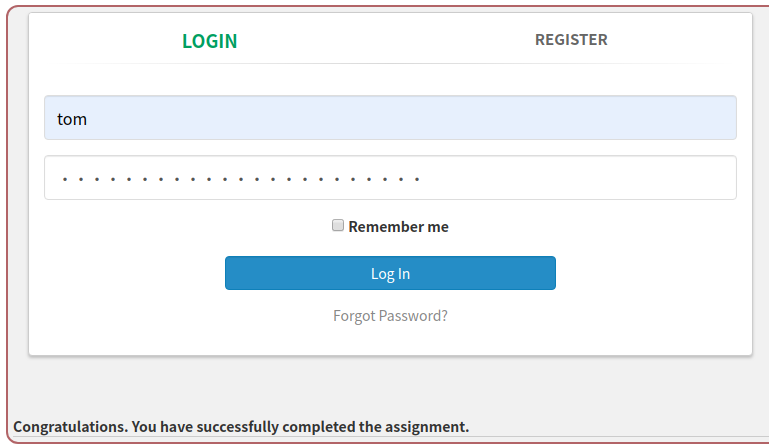 LOGIN REGISTER
tom
• • • • • • • • • • • • • • • • • • • • • • •
Remember me
Log In
Forgot Password?
Congratulations. You have successfully completed the assignment.